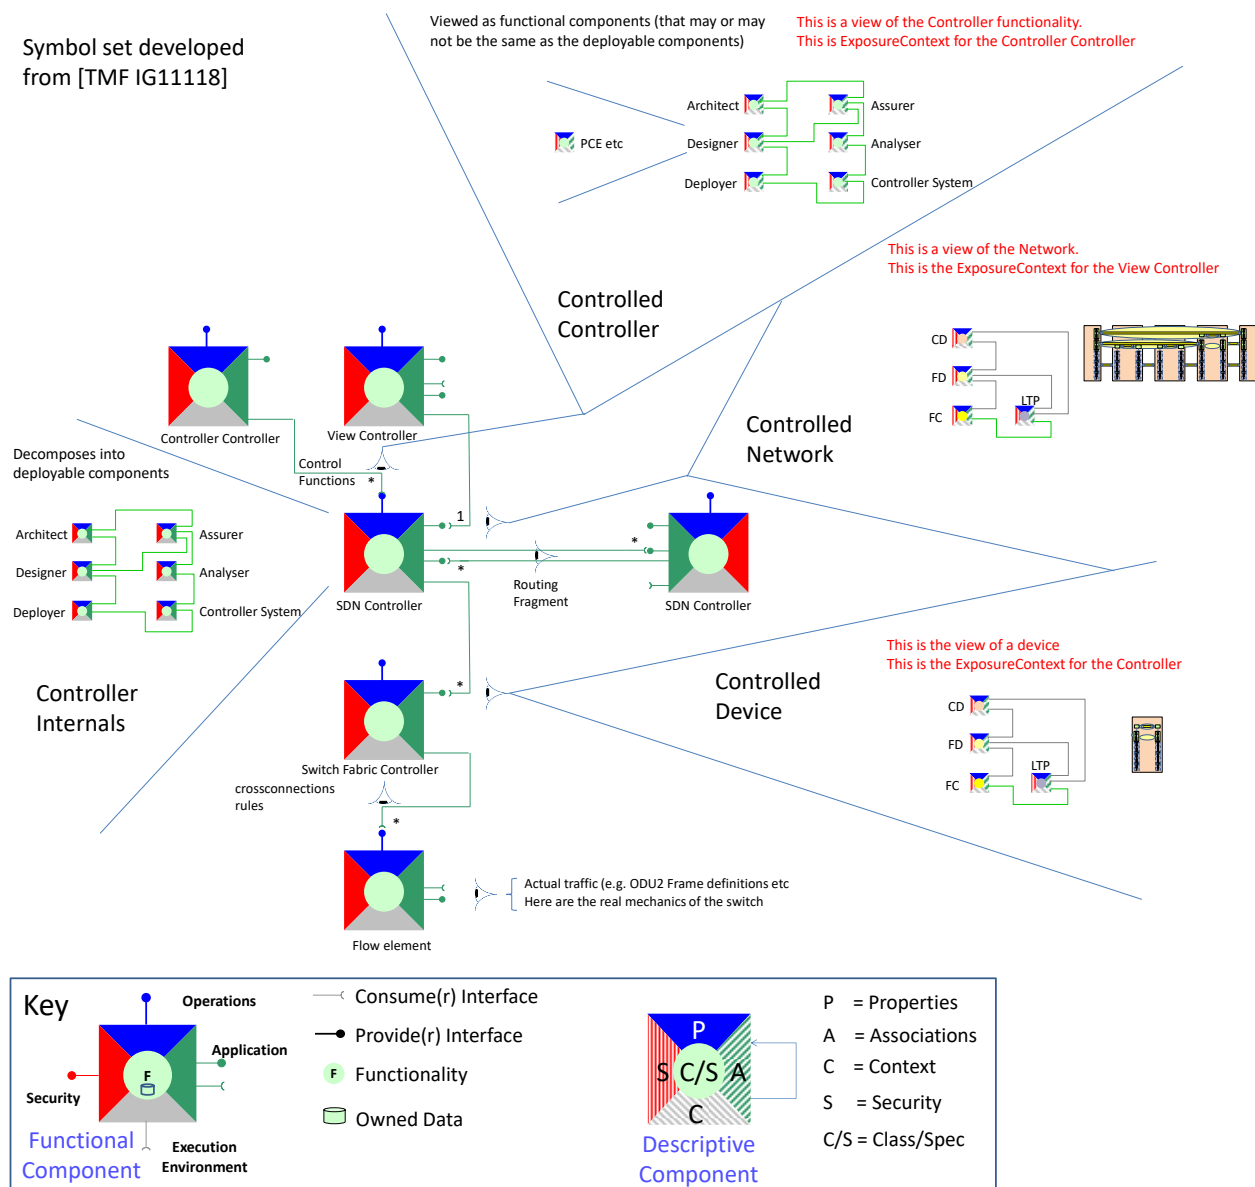 Symbol set developed
from [TMF IG11118]
Viewed as functional components (that may or may
not be the same as the deployable components)
This is a view of the Controller functionality.
This is ExposureContext for the Controller Controller
Architect
Assurer
PCE etc
Designer
Analyser
Deployer
Controller System
This is a view of the Network.
This is the ExposureContext for the View Controller
Controlled
Controller
CD
FD
LTP
FC
Controlled
Network
Controller Controller
View Controller
Decomposes into
deployable components
Control
Functions
*
1
Architect
Assurer
Designer
Analyser
Deployer
Controller System
*
*
Routing
Fragment
SDN Controller
SDN Controller
This is the view of a device
This is the ExposureContext for the Controller
Controller
Internals
*
Controlled
Device
CD
FD
LTP
FC
Switch Fabric Controller
crossconnections
rules
*
Actual traffic (e.g. ODU2 Frame definitions etc
Here are the real mechanics of the switch
Flow element
Key
Operations
Application
F
Security
Functional
Component
Execution
Environment
Consume(r) Interface
Provide(r) Interface
F
Functionality
Owned Data
P
S
C/S
A
C
Descriptive
Component
P = Properties
A = Associations
C = Context
S = Security
C/S = Class/Spec